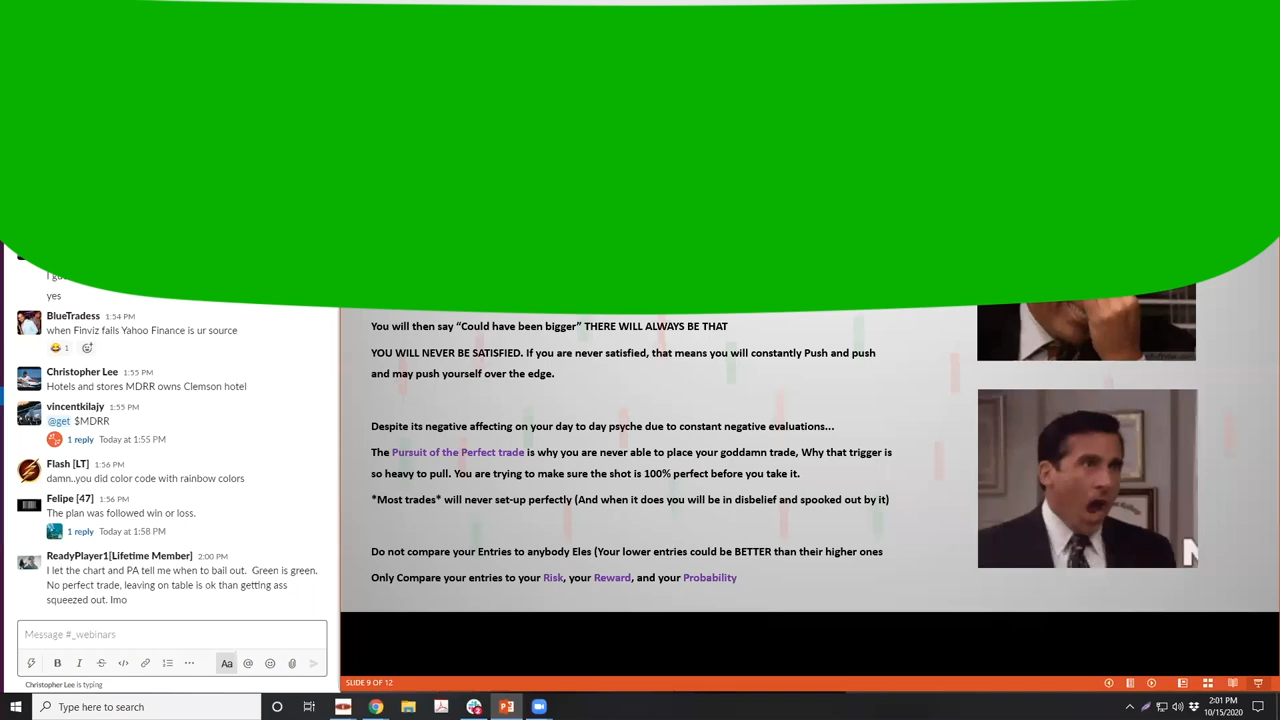 yes
BlueTradess 1:54 PM
when Finviz fails Yahoo Finance is ur source
1
Christopher Lee 1:55 PM
Hotels and stores MDRR owns Clemson hotel
vincentkilajy 1:55 PM
@get $MDRR
1 reply Today at 1:55 PM
Flash [LT] 1:56 PM
damn..you did color code with rainbow colors
Felipe [47] 1:56 PM
The plan was followed win or loss.
1 reply Today at 1:58 PM
ReadyPlayer1[Lifetime Member] 2:00 PM
I let the chart and PA tell me when to bail out. Green is green.
No perfect trade, leaving on table is ok than getting ass
squeezed out. Imo
Message #_webinars
B I S </> Aa @
Christopher Lee is typing
You will then say “Could have been bigger” THERE WILL ALWAYS BE THAT
YOU WILL NEVER BE SATISFIED. If you are never satisfied, that means you will constantly Push and push
and may push yourself over the edge.
Despite its negative affecting on your day to day psyche due to constant negative evaluations...
The Pursuit of the Perfect trade is why you are never able to place your goddamn trade, Why that trigger is
so heavy to pull. You are trying to make sure the shot is 100% perfect before you take it.
*Most trades* will never set-up perfectly (And when it does you will be in disbelief and spooked out by it)
Do not compare your Entries to anybody Eles (Your lower entries could be BETTER than their higher ones
Only Compare your entries to your Risk, your Reward, and your Probability
N
SLIDE 9 OF 12
Type here to search
2:01 PM
10/15/2020